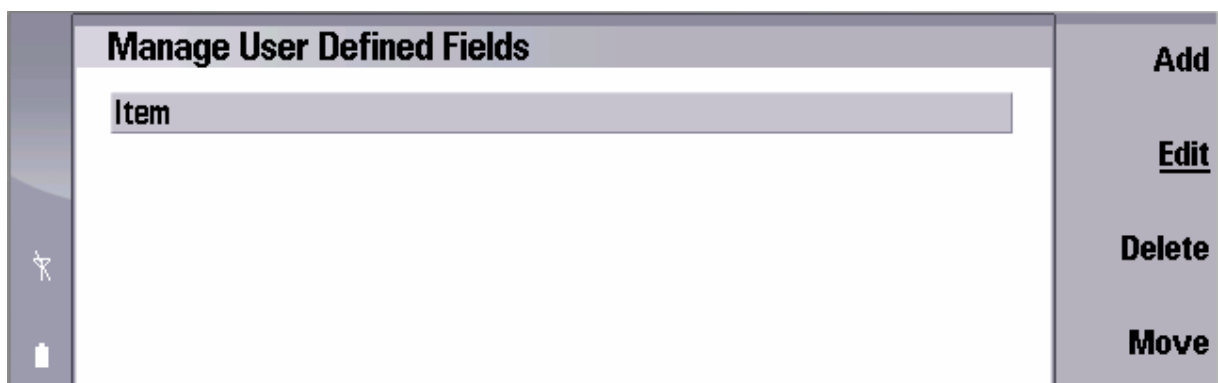 Manage User Defined Fields
Item
Add
Edit
Delete
Move